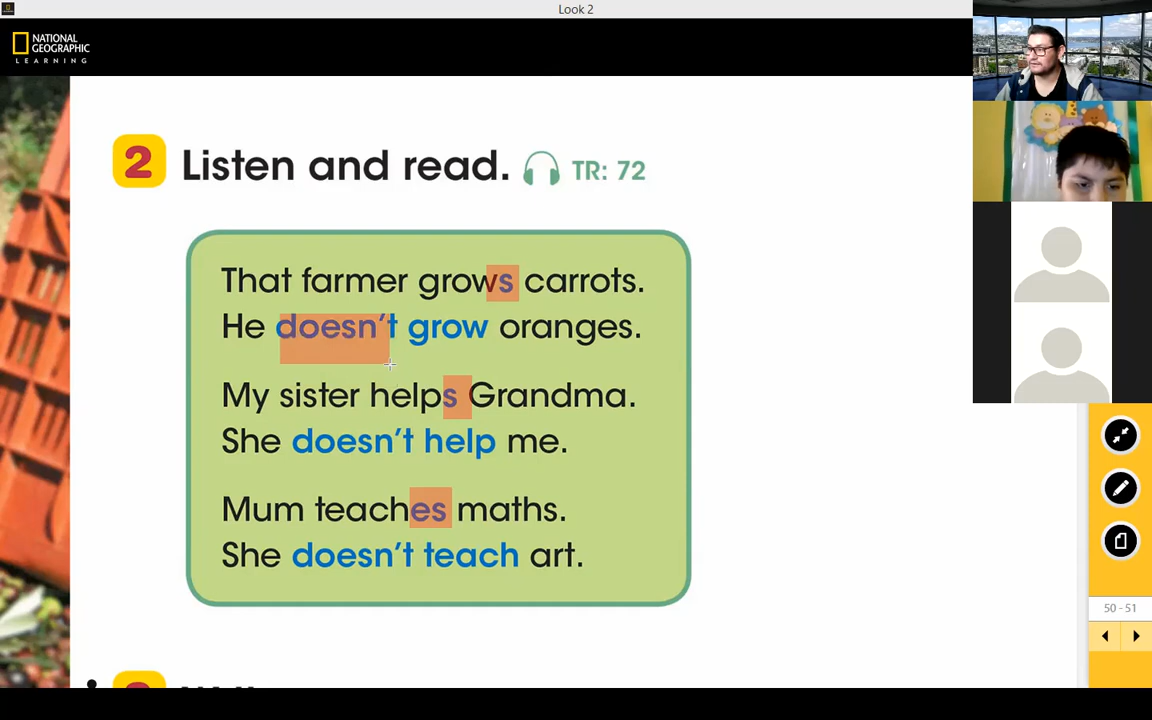 Look 2
NATIONAL
GEOGRAPHIC
LEARNING
2 Listen and read. TR: 72
That farmer grows carrots.
He doesn't grow oranges.
My sister helps Grandma.
She doesn't help me.
Mum teaches maths.
She doesn't teach art.
50 - 51